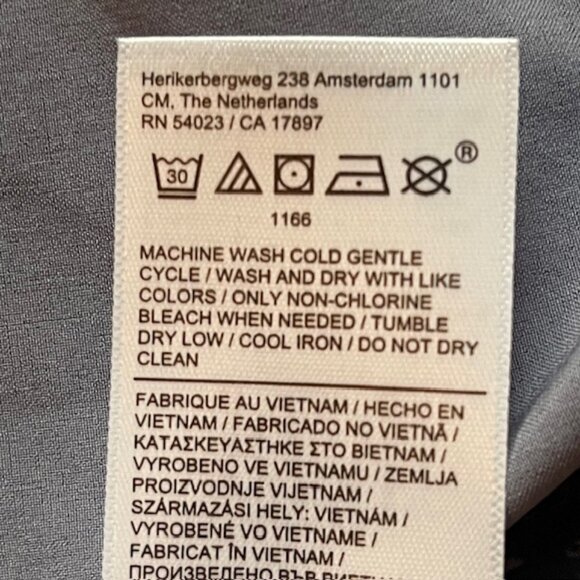 Herikerbergweg 238 Amsterdam 1101
CM, The Netherlands
RN 54023 / CA 17897
30
®
1166
MACHINE WASH COLD GENTLE
CYCLE / WASH AND DRY WITH LIKE
COLORS / ONLY NON-CHLORINE
BLEACH WHEN NEEDED / TUMBLE
DRY LOW / COOL IRON / DO NOT DRY
CLEAN
FABRIQUE AU VIETNAM / HECHO EN
VIETNAM / FABRICADO NO VIETNÃ /
ΚΑΤΑΣΚΕΥΑΣΤΗΚΕ ΣΤΟ ΒΙΕΤΝΑΜ /
VYROBENO VE VIETNAMU / ZEMLJA
PROIZVODNJE VIJETNAM /
SZÁRMAZÁSI HELY: VIETNÁM /
VYROBENÉ VO VIETNAME /
FABRICAT ÎN VIETNAM /
ПРОИЗВЕДЕНО ВЪВ ВИЕТНАМ